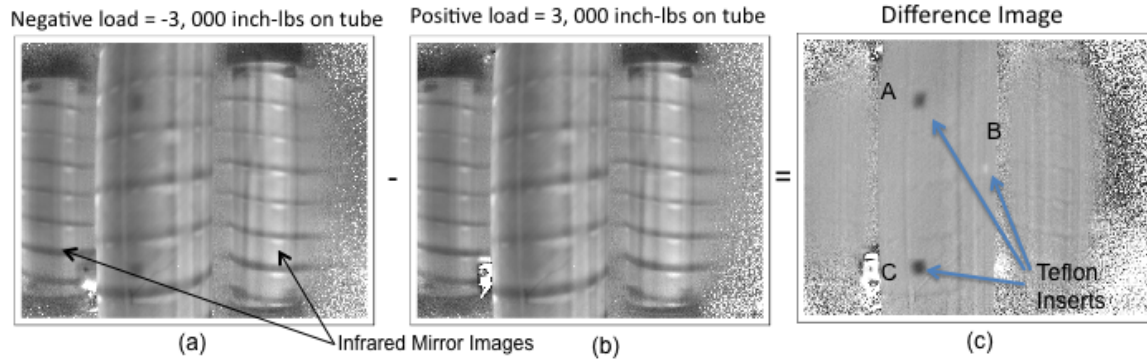 Negative load = -3, 000 inch-lbs on tube
Positive load = 3, 000 inch-lbs on tube
Difference Image
A
B
-
=
C
Teflon
Inserts
Infrared Mirror Images
(a)
(b)
(c)